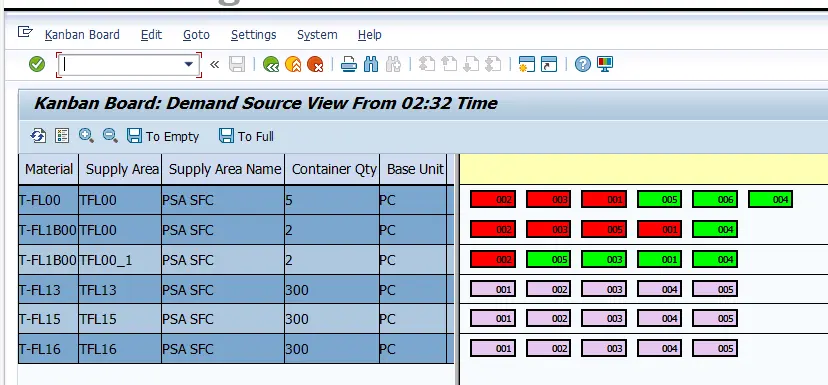 Kanban Board Edit Goto Settings System Help
Kanban Board: Demand Source View From 02:32 Time
To Empty To Full
Material Supply Area Supply Area Name Container Qty Base Unit
T-FL00 TFL00 PSA SFC 5 PC 002 003 001 005 006 004
T-FL1B00 TFL00 PSA SFC 2 PC 002 003 005 001 004
T-FL1B00 TFL00_1 PSA SFC 2 PC 002 005 003 001 004
T-FL13 TFL13 PSA SFC 300 PC 001 002 003 004 005
T-FL15 TFL15 PSA SFC 300 PC 001 002 003 004 005
T-FL16 TFL16 PSA SFC 300 PC 001 002 003 004 005